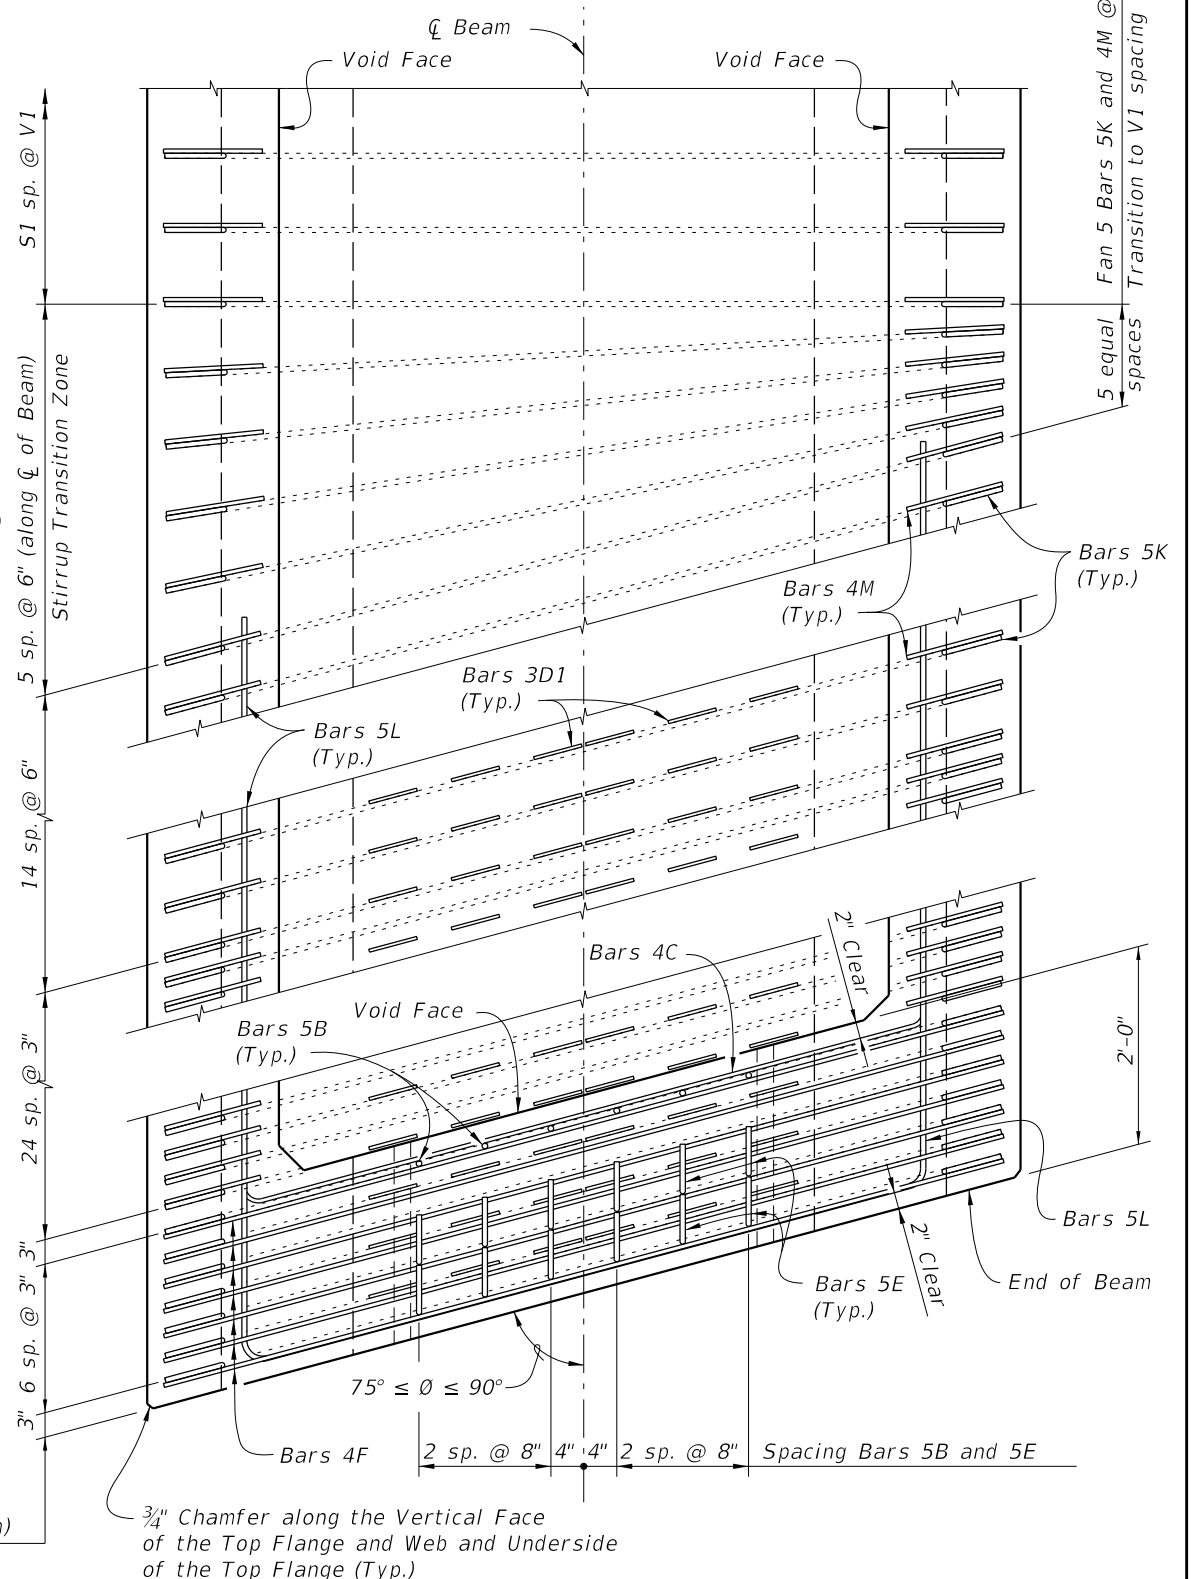 ℄ Beam
Void Face
Void Face
S1 sp. @ V1
Fan 5 Bars 5K and 4M @
Transition to V1 spacing
5 equal
spaces
5 sp. @ 6" (along ℄ of Beam)
Stirrup Transition Zone
Bars 5K
(Typ.)
Bars 4M
(Typ.)
Bars 3D1
(Typ.)
Bars 5L
(Typ.)
14 sp. @ 6"
2" Clear
Bars 4C
Void Face
Bars 5B
(Typ.)
2'-0"
24 sp. @ 3"
3"
6 sp. @ 3"
3"
Bars 5L
2" Clear
End of Beam
Bars 5E
(Typ.)
75° ≤ Ø ≤ 90°
Bars 4F
2 sp. @ 8"
4"
4"
2 sp. @ 8"
Spacing Bars 5B and 5E
¾" Chamfer along the Vertical Face
of the Top Flange and Web and Underside
of the Top Flange (Typ.)